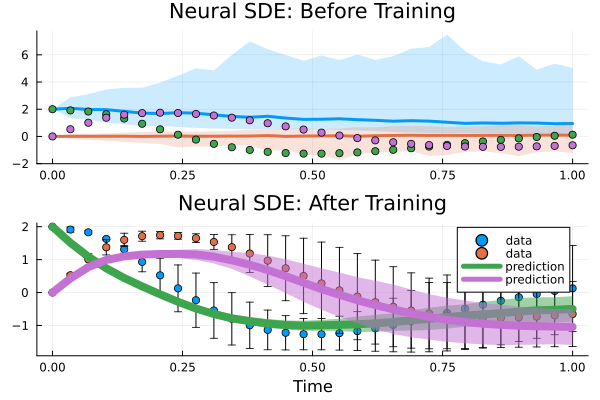 Neural SDE: Before Training
6
4
2
0
−2
0.00 0.25 0.50 0.75 1.00
Neural SDE: After Training
2
1
0
−1
data
data
prediction
prediction
0.00 0.25 0.50 0.75 1.00
Time